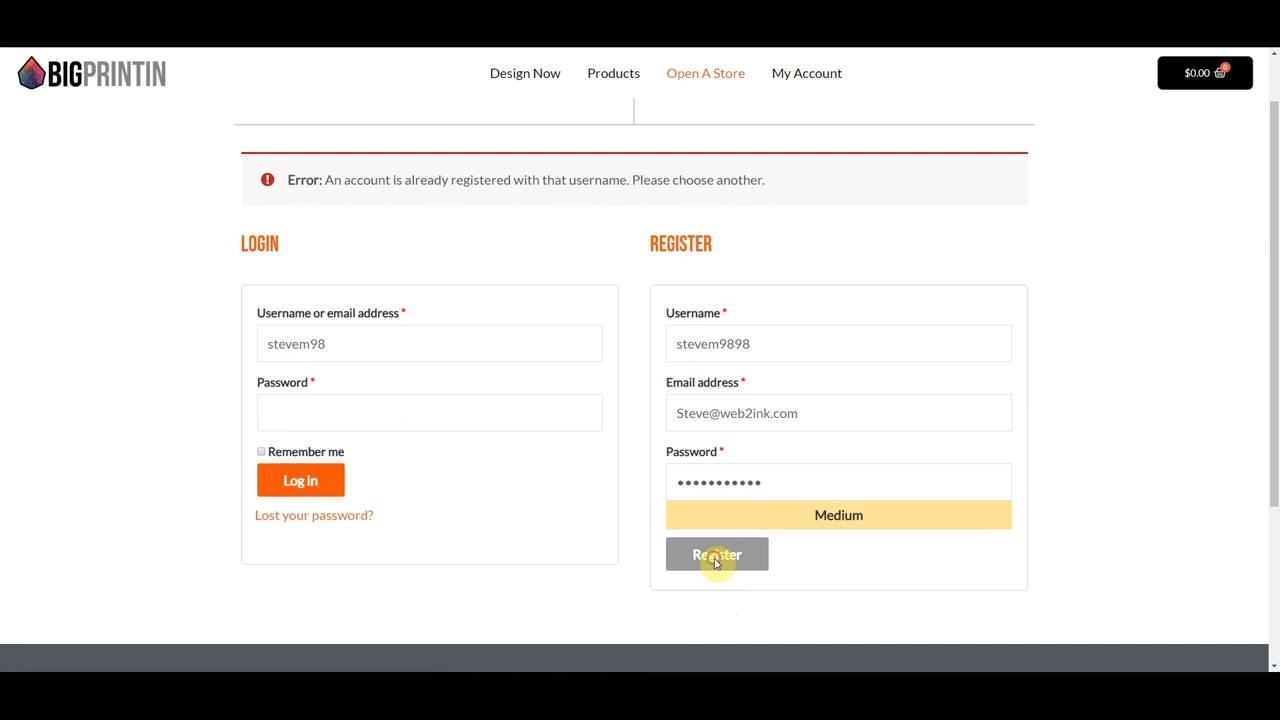 BIGPRINTIN
Design Now
Products
Open A Store
My Account
$0.00
0
Error: An account is already registered with that username. Please choose another.
LOGIN
REGISTER
Username or email address *
stevem98
Password *
Remember me
Log in
Lost your password?
Username *
stevem9898
Email address *
Steve@web2ink.com
Password *
Medium
Register